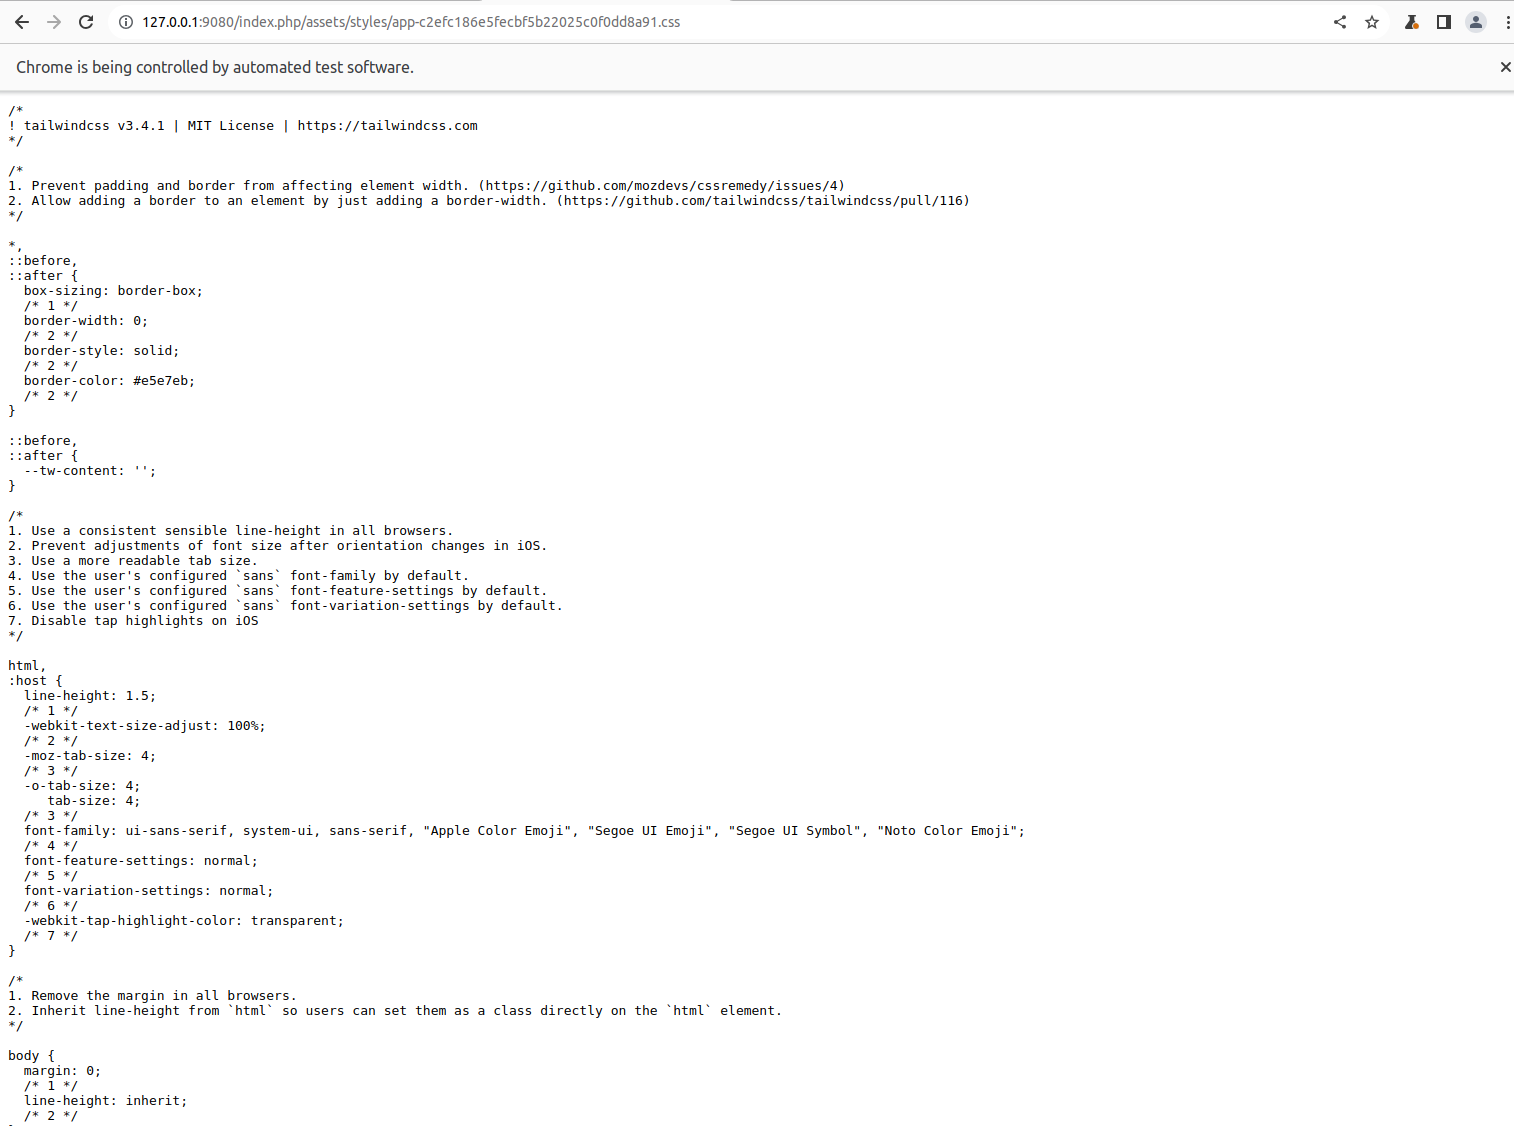 127.0.0.1:9080/index.php/assets/styles/app-c2efc186e5fecbf5b22025c0f0dd8a91.css
Chrome is being controlled by automated test software.
/*
! tailwindcss v3.4.1 | MIT License | https://tailwindcss.com
*/
/*
1. Prevent padding and border from affecting element width. (https://github.com/mozdevs/cssremedy/issues/4)
2. Allow adding a border to an element by just adding a border-width. (https://github.com/tailwindcss/tailwindcss/pull/116)
*/
*,
::before,
::after {
  box-sizing: border-box;
  /* 1 */
  border-width: 0;
  /* 2 */
  border-style: solid;
  /* 2 */
  border-color: #e5e7eb;
  /* 2 */
}
::before,
::after {
  --tw-content: '';
}
/*
1. Use a consistent sensible line-height in all browsers.
2. Prevent adjustments of font size after orientation changes in iOS.
3. Use a more readable tab size.
4. Use the user's configured `sans` font-family by default.
5. Use the user's configured `sans` font-feature-settings by default.
6. Use the user's configured `sans` font-variation-settings by default.
7. Disable tap highlights on iOS
*/
html,
:host {
  line-height: 1.5;
  /* 1 */
  -webkit-text-size-adjust: 100%;
  /* 2 */
  -moz-tab-size: 4;
  /* 3 */
  -o-tab-size: 4;
     tab-size: 4;
  /* 3 */
  font-family: ui-sans-serif, system-ui, sans-serif, "Apple Color Emoji", "Segoe UI Emoji", "Segoe UI Symbol", "Noto Color Emoji";
  /* 4 */
  font-feature-settings: normal;
  /* 5 */
  font-variation-settings: normal;
  /* 6 */
  -webkit-tap-highlight-color: transparent;
  /* 7 */
}
/*
1. Remove the margin in all browsers.
2. Inherit line-height from `html` so users can set them as a class directly on the `html` element.
*/
body {
  margin: 0;
  /* 1 */
  line-height: inherit;
  /* 2 */